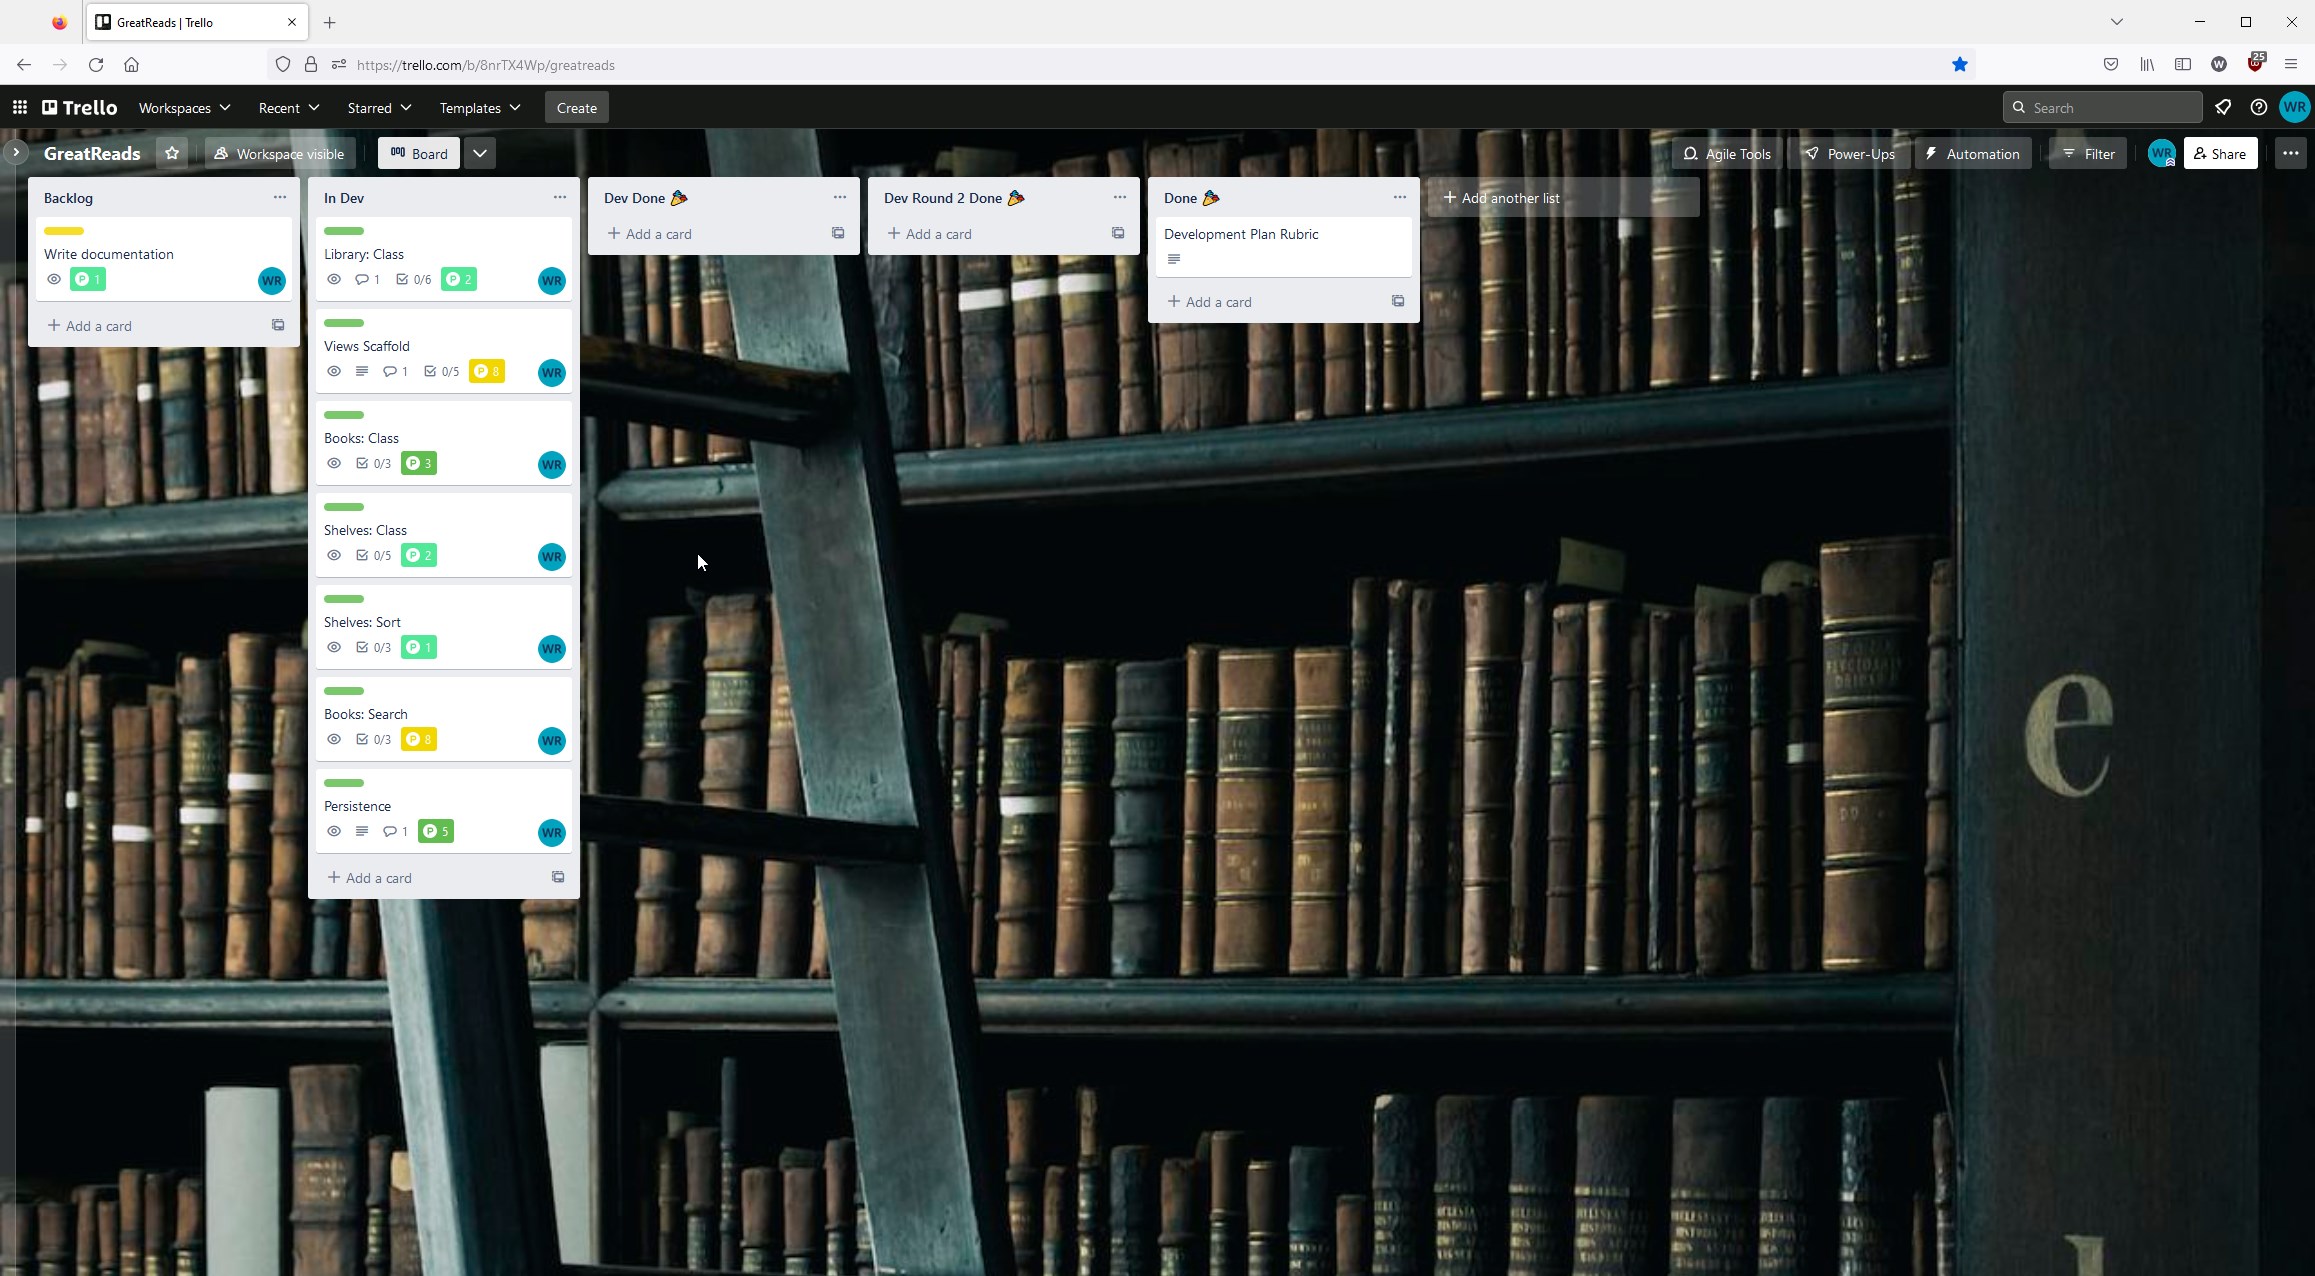 GreatReads | Trello
https://trello.com/b/8nrTX4Wp/greatreads
W
25
Trello
Workspaces
Recent
Starred
Templates
Create
Search
WR
GreatReads
Workspace visible
Board
Agile Tools
Power-Ups
Automation
Filter
WR
Share
Backlog
Write documentation
P 1
WR
Add a card
In Dev
Library: Class
1 0/6 P 2
WR
Views Scaffold
1 0/5 P 8
WR
Books: Class
0/3 P 3
WR
Shelves: Class
0/5 P 2
WR
Shelves: Sort
0/3 P 1
WR
Books: Search
0/3 P 8
WR
Persistence
1 P 5
WR
Add a card
Dev Done 🎉
Add a card
Dev Round 2 Done 🎉
Add a card
Done 🎉
Development Plan Rubric
Add a card
Add another list
e